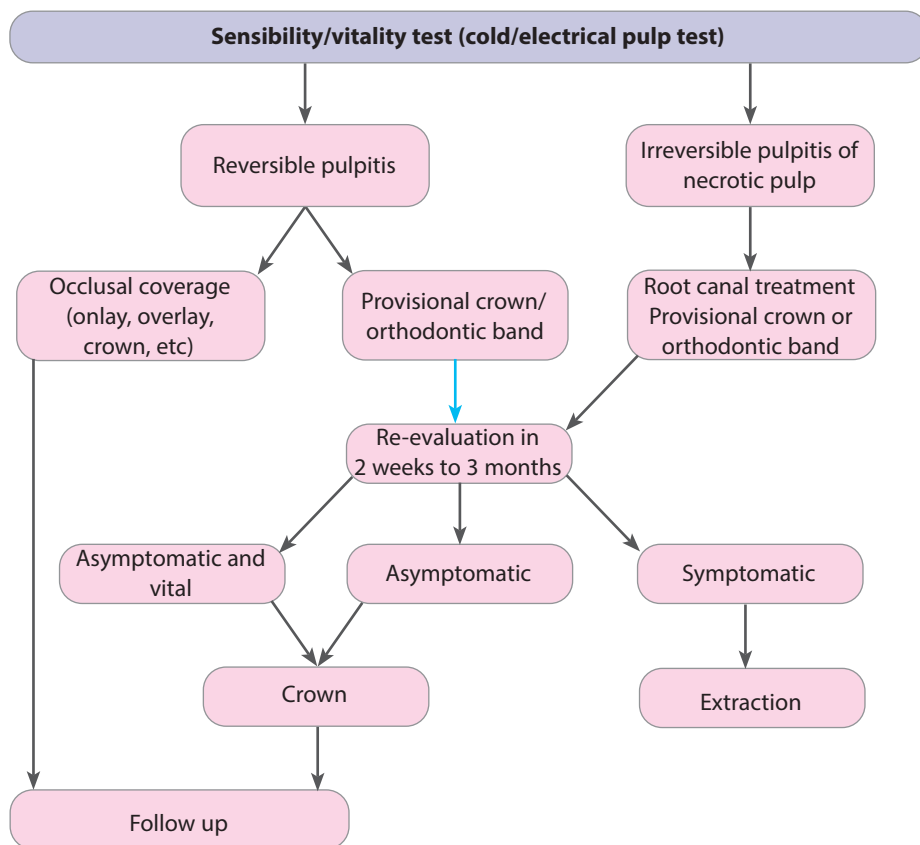 Sensibility/vitality test (cold/electrical pulp test)
Reversible pulpitis
Irreversible pulpitis of
necrotic pulp
Occlusal coverage
(onlay, overlay,
crown, etc)
Provisional crown/
orthodontic band
Root canal treatment
Provisional crown or
orthodontic band
Re-evaluation in
2 weeks to 3 months
Asymptomatic and
vital
Asymptomatic
Symptomatic
Crown
Extraction
Follow up